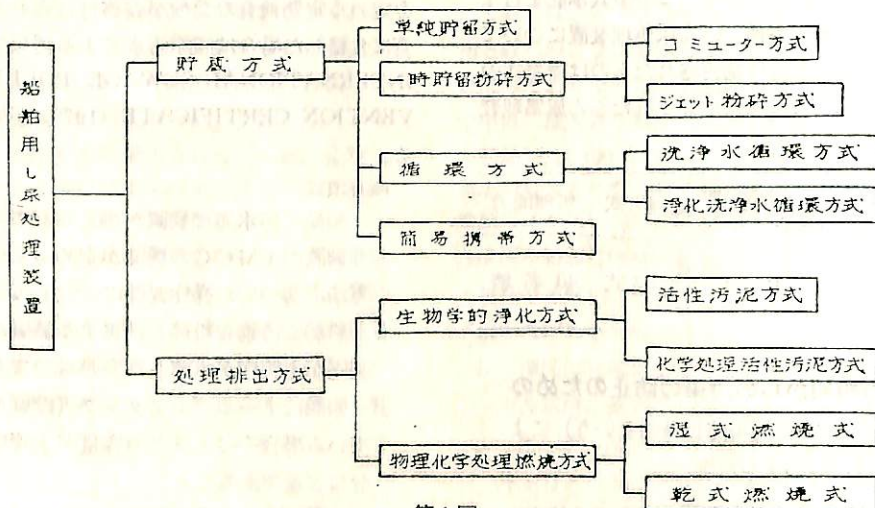 船舶用し尿処理装置
貯蔵方式
単純貯留方式
一時貯留粉砕方式
コミューター方式
ジェット粉砕方式
循環方式
洗浄水循環方式
浄化洗浄水循環方式
簡易携帯方式
処理排出方式
生物学的浄化方式
活性汚泥方式
化学処理活性汚泥方式
物理化学処理燃焼方式
湿式燃焼式
乾式燃焼式